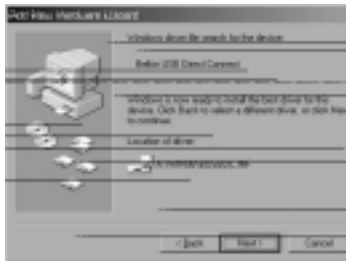 Add New Hardware Wizard
Windows driver file search for the device:
Belkin USB Direct Connect
Windows is now ready to install the best driver for this
device. Click Back to select a different driver, or click Next
to continue.
Location of driver:
< Back
Next >
Cancel